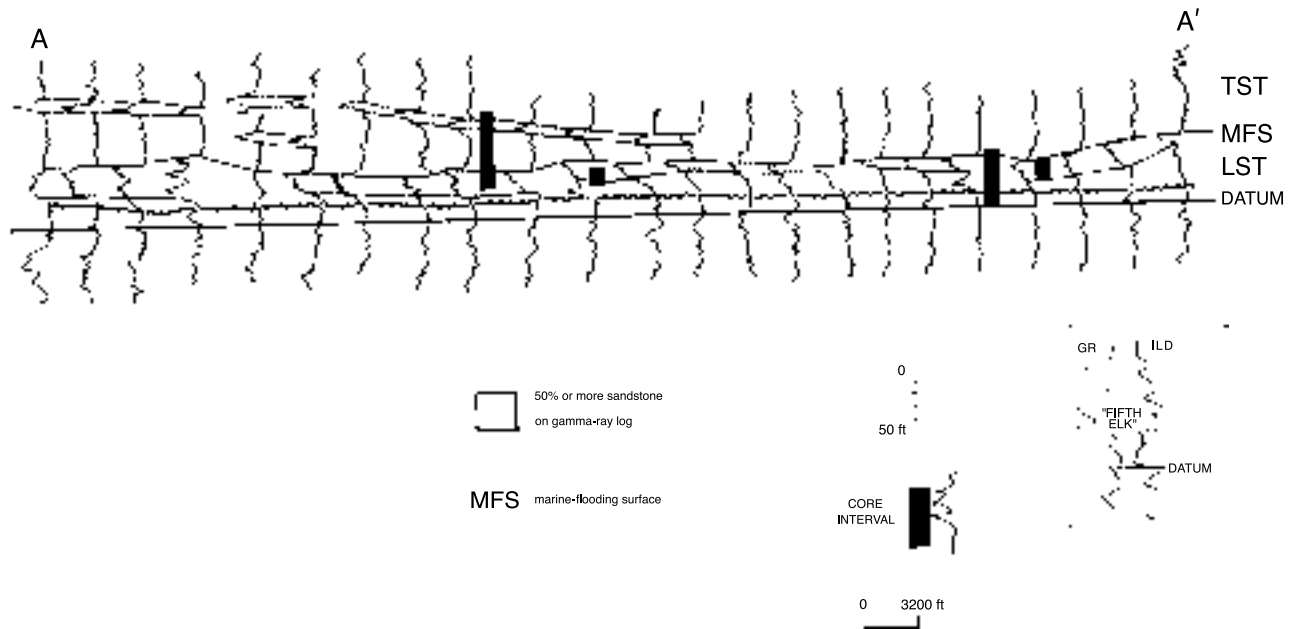 A
A'
TST
MFS
LST
DATUM
GR
ILD
"FIFTH
ELK"
DATUM
0
50 ft
50% or more sandstone
on gamma-ray log
MFS
marine-flooding surface
CORE
INTERVAL
0
3200 ft